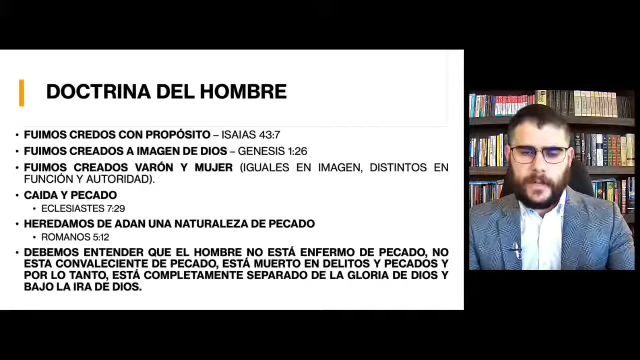 DOCTRINA DEL HOMBRE
FUIMOS CREDOS CON PROPÓSITO – ISAIAS 43:7
FUIMOS CREADOS A IMAGEN DE DIOS – GENESIS 1:26
FUIMOS CREADOS VARÓN Y MUJER (IGUALES EN IMAGEN, DISTINTOS EN
FUNCIÓN Y AUTORIDAD).
CAIDA Y PECADO
ECLESIASTES 7:29
HEREDAMOS DE ADAN UNA NATURALEZA DE PECADO
ROMANOS 5:12
DEBEMOS ENTENDER QUE EL HOMBRE NO ESTÁ ENFERMO DE PECADO, NO
ESTA CONVALECIENTE DE PECADO, ESTÁ MUERTO EN DELITOS Y PECADOS Y
POR LO TANTO, ESTÁ COMPLETAMENTE SEPARADO DE LA GLORIA DE DIOS Y
BAJO LA IRA DE DIOS.